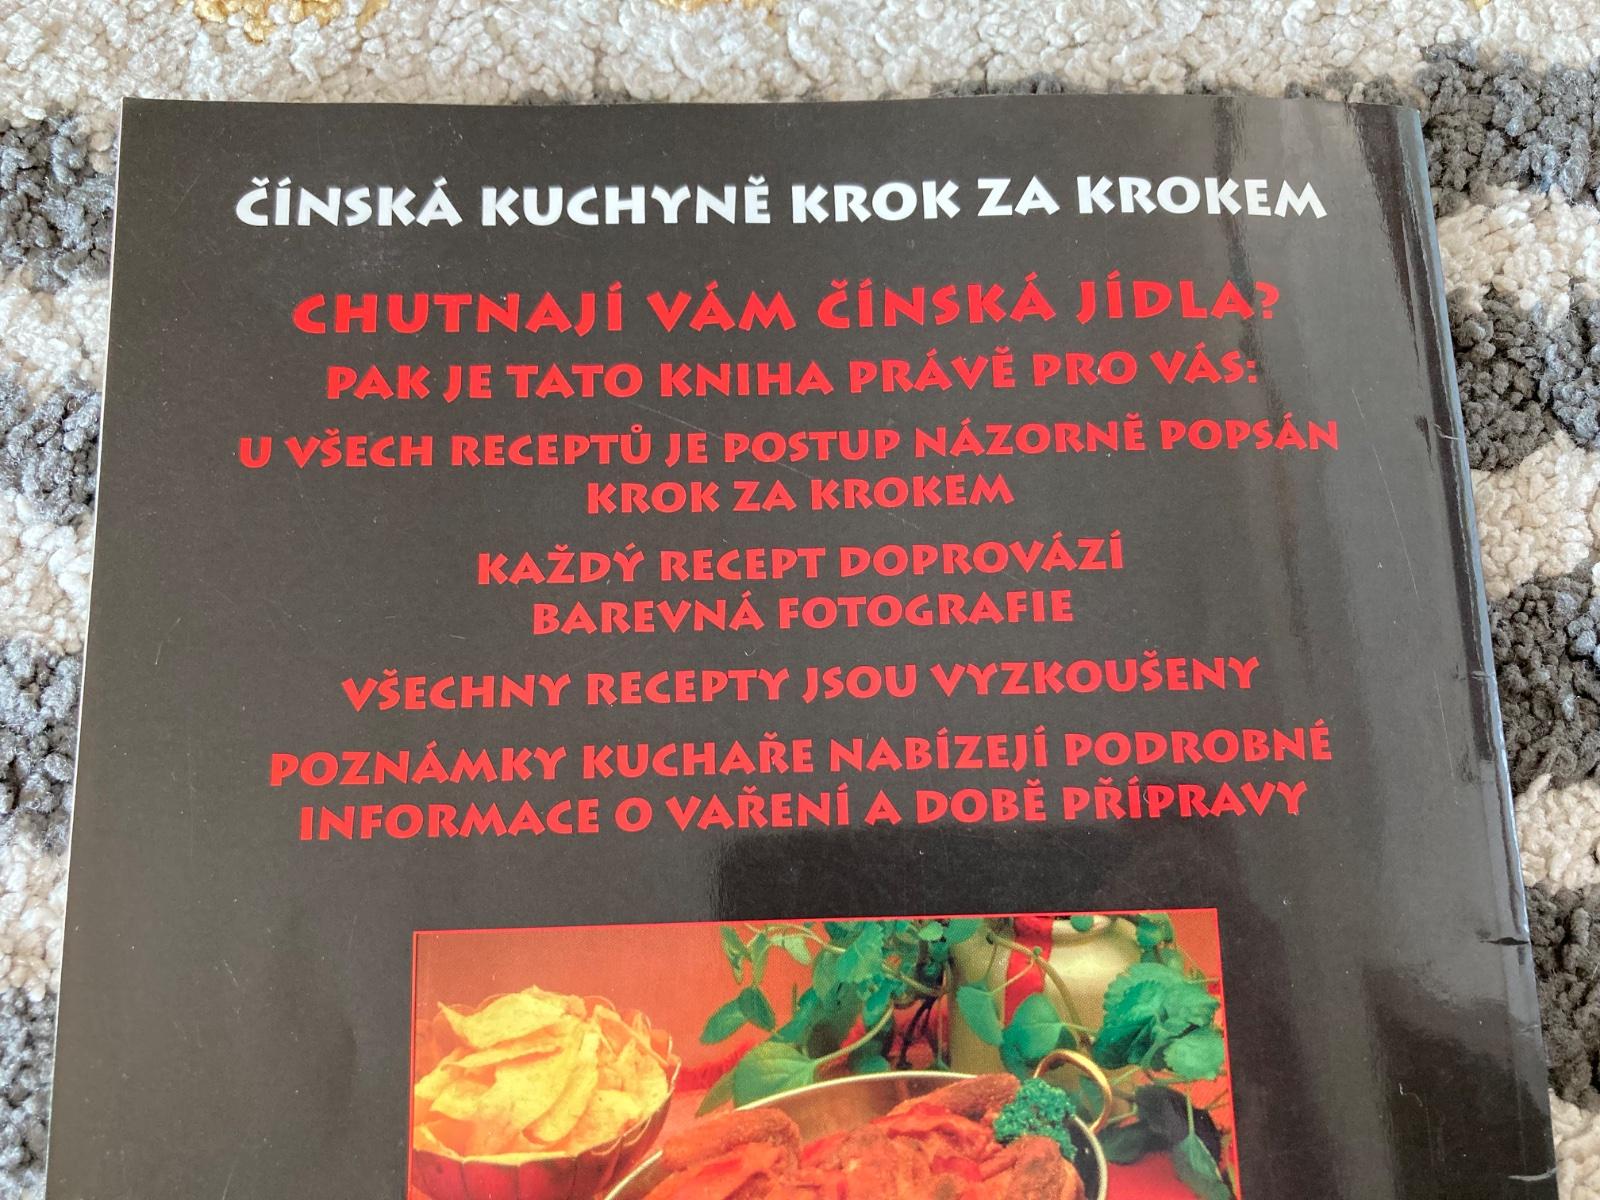 ČÍNSKÁ KUCHYNĚ KROK ZA KROKEM
CHUTNAJÍ VÁM ČÍNSKÁ JÍDLA?
PAK JE TATO KNIHA PRÁVĚ PRO VÁS:
U VŠECH RECEPTŮ JE POSTUP NÁZORNĚ POPSÁN
KROK ZA KROKEM
KAŽDÝ RECEPT DOPROVÁZÍ
BAREVNÁ FOTOGRAFIE
VŠECHNY RECEPTY JSOU VYZKOUŠENY
POZNÁMKY KUCHAŘE NABÍZEJÍ PODROBNÉ
INFORMACE O VAŘENÍ A DOBĚ PŘÍPRAVY